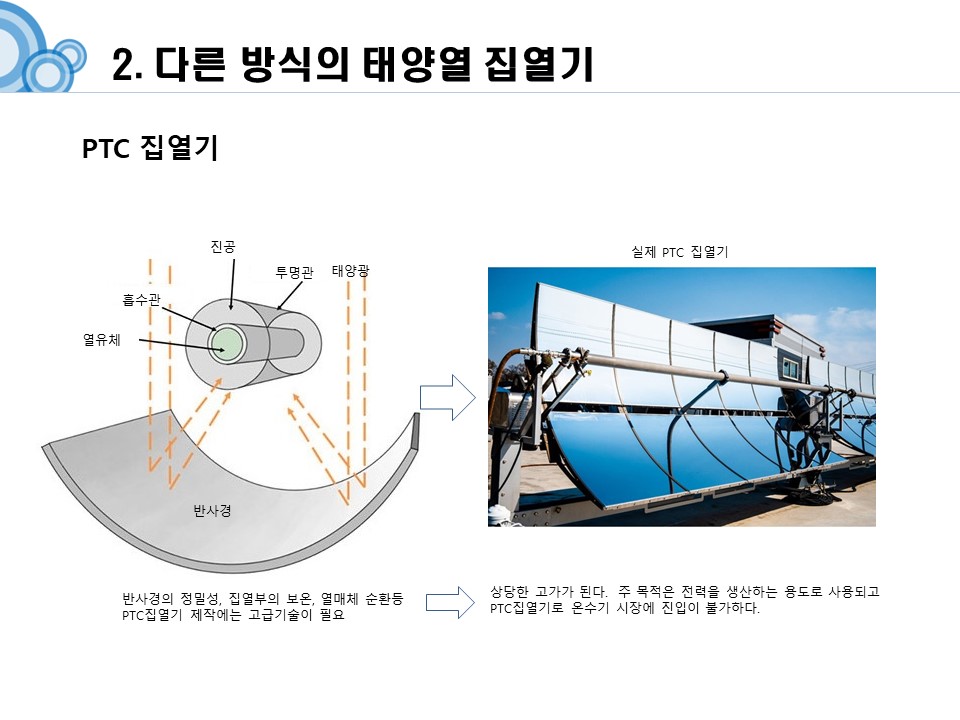 2. 다른 방식의 태양열 집열기
PTC 집열기
진공
투명관
태양광
흡수관
열유체
반사경
실제 PTC 집열기
반사경의 정밀성, 집열부의 보온, 열매체 순환등
PTC집열기 제작에는 고급기술이 필요
상당한 고가가 된다. 주 목적은 전력을 생산하는 용도로 사용되고
PTC집열기로 온수기 시장에 진입이 불가하다.